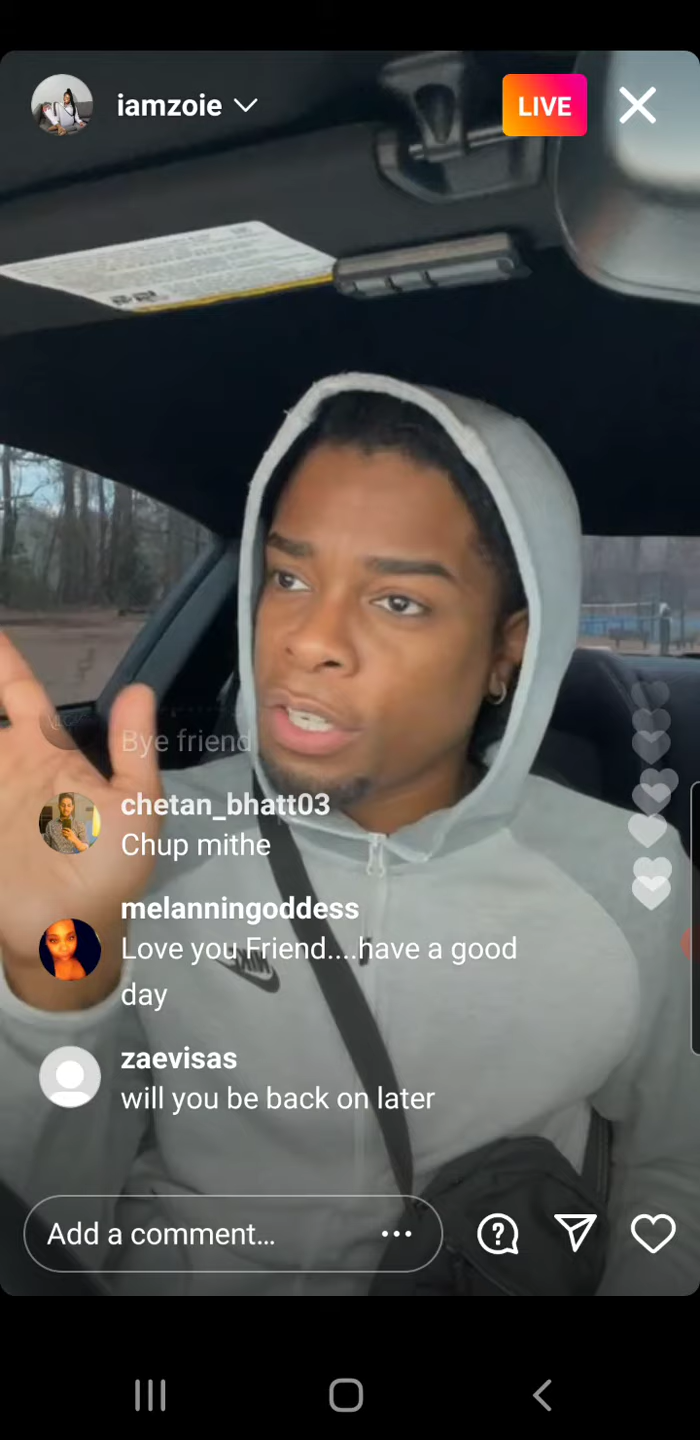 iamzoie
LIVE
Bye friend
chetan_bhatt03
Chup mithe
melanningoddess
Love you Friend....have a good
day
zaevisas
will you be back on later
Add a comment...